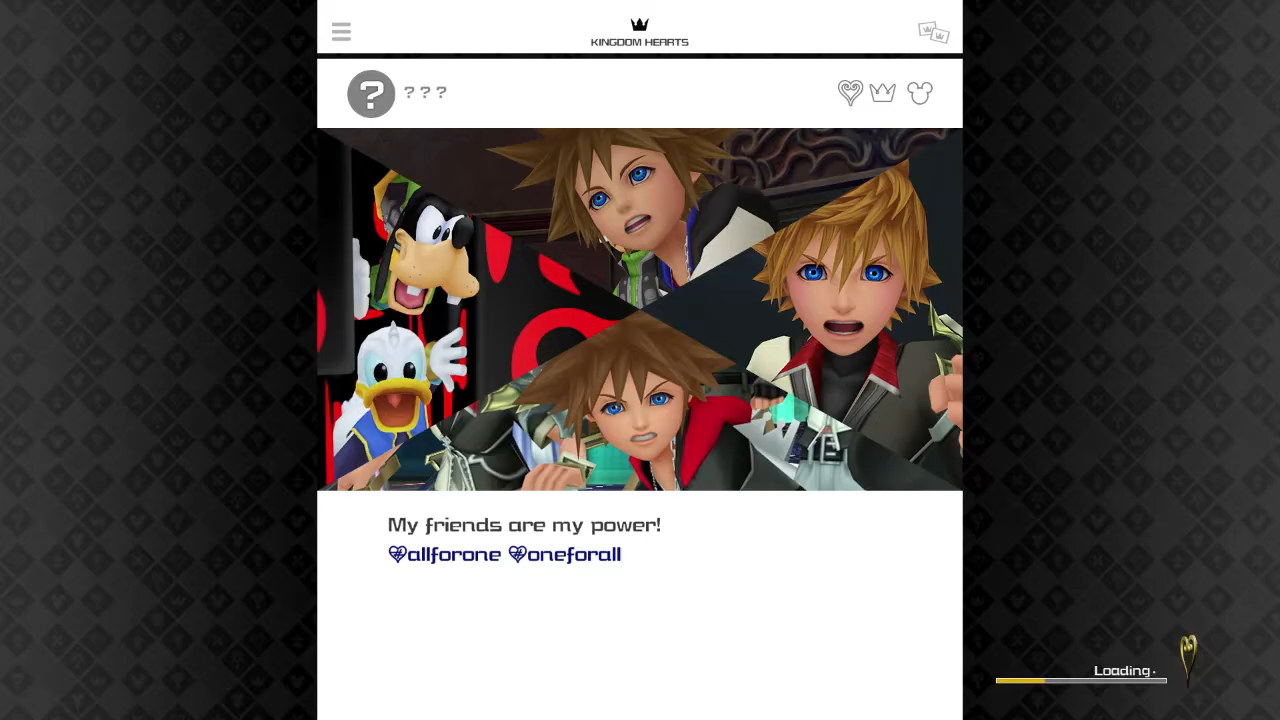 KINGDOM HEARTS
?
? ? ?
My friends are my power!
#allforone #oneforall
Loading.